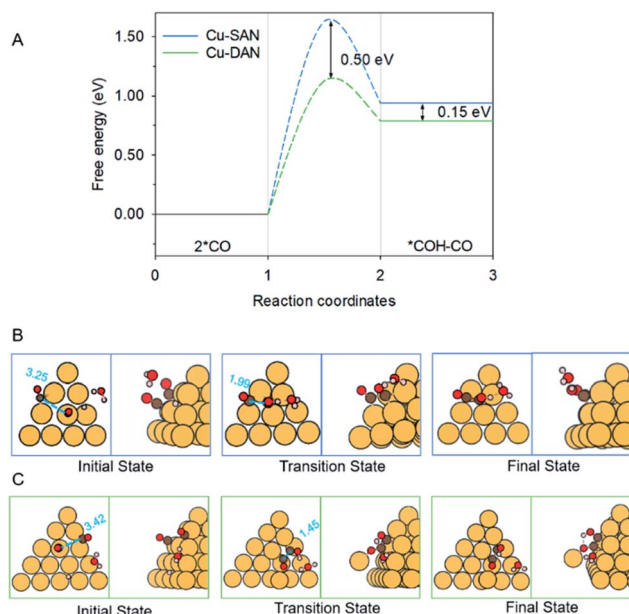 A
Cu-SAN
Cu-DAN
0.50 eV
0.15 eV
1.50
1.00
0.50
0.00
Free energy (eV)
2*CO
*COH-CO
0
1
2
3
Reaction coordinates
B
3.25
1.99
Initial State
Transition State
Final State
C
3.42
1.45
Initial State
Transition State
Final State